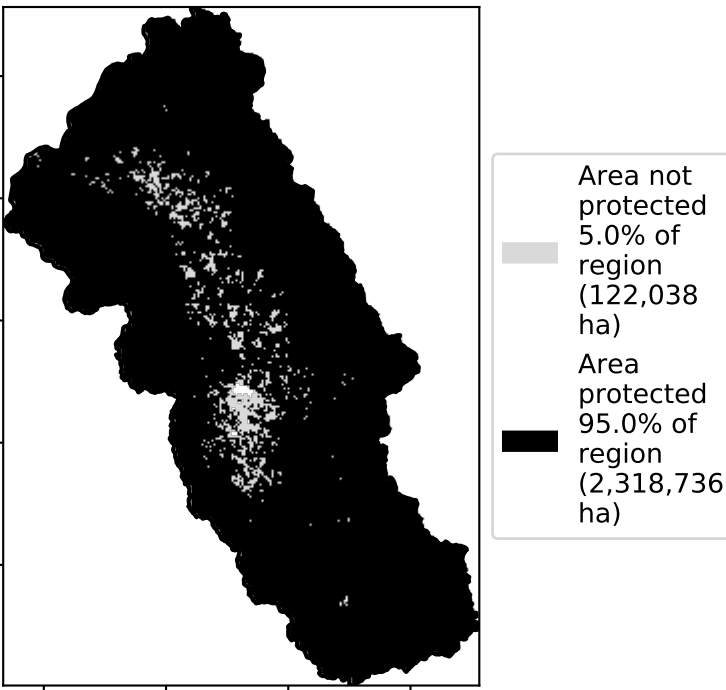 Area not
protected
5.0% of
region
(122,038
ha)
Area
protected
95.0% of
region
(2,318,736
ha)